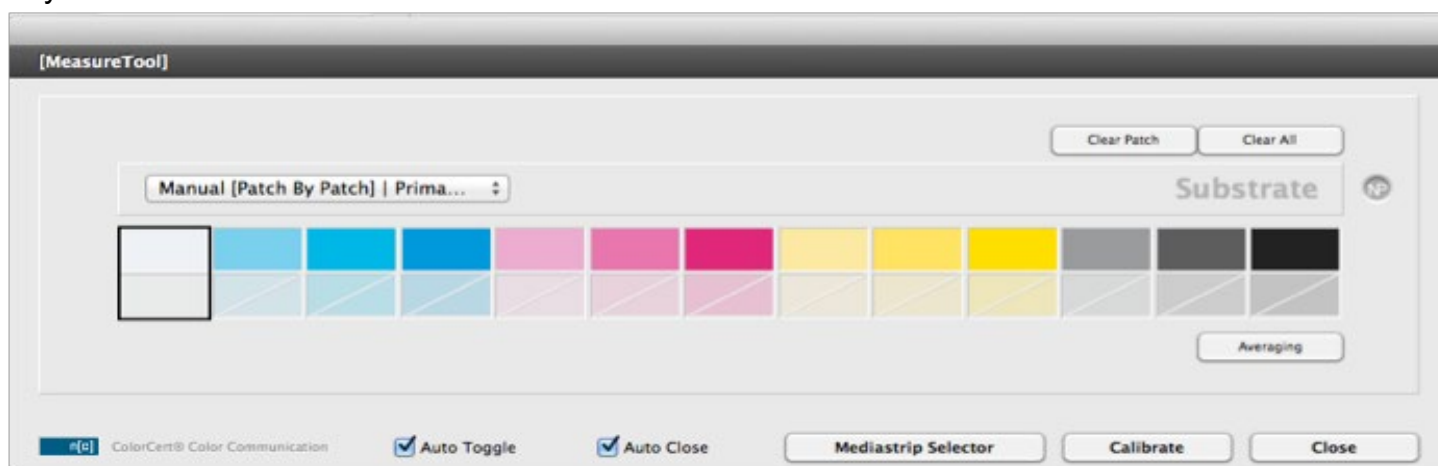 [MeasureTool]
Clear Patch
Clear All
Manual [Patch By Patch] | Prima...
Substrate
NP
n[c]
ColorCert® Color Communication
Auto Toggle
Auto Close
Mediastrip Selector
Calibrate
Close
Averaging